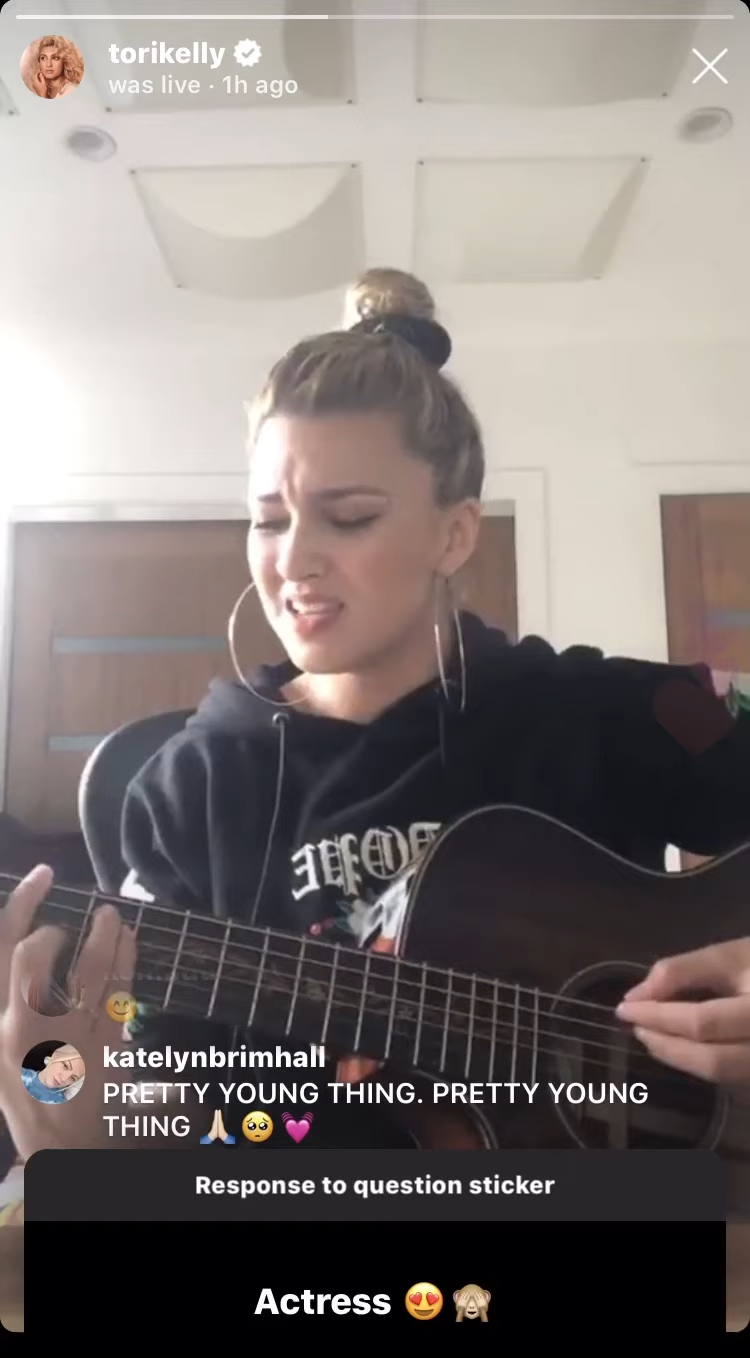 torikelly
was live · 1h ago
katelynbrimhall
PRETTY YOUNG THING. PRETTY YOUNG
THING 🙏🏻🥺💓
Response to question sticker
Actress 😍🙈